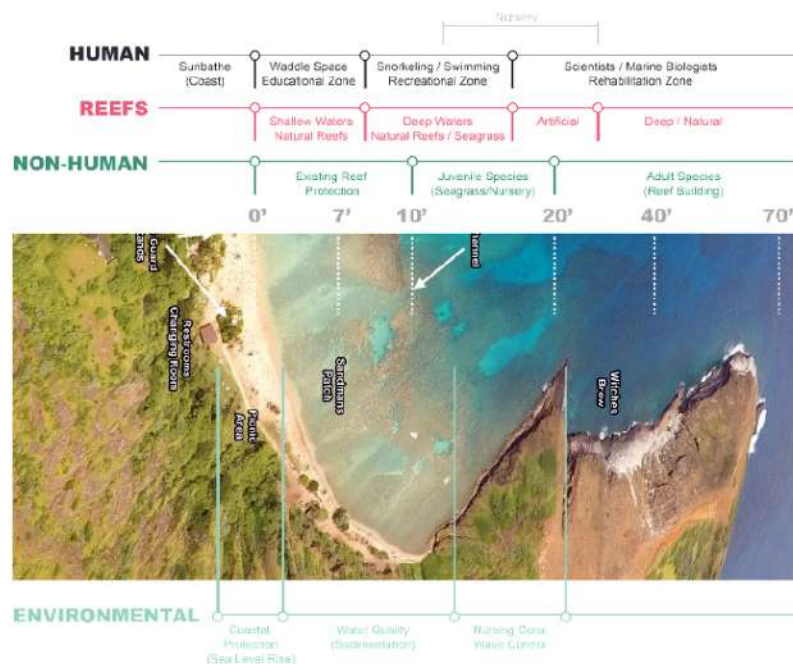 Nursery
HUMAN
Sunbathe
(Coast)
Waddle Space
Educational Zone
Snorkeling / Swimming
Recreational Zone
Scientists / Marine Biologists
Rehabilitation Zone
REEFS
Shallow Waters
Natural Reefs
Deep Waters
Natural Reefs / Seagrass
Artificial
Deep / Natural
NON-HUMAN
Existing Reef
Protection
Juvenile Species
(Seagrass/Nursery)
Adult Species
(Reef Building)
0' 7' 10' 20' 40' 70'
Guard
Restrooms
Changing Room
Picnic
Area
Sandmans
Patch
Witches
Brew
ENVIRONMENTAL
Coastal
Protection
(Sea Level Rise)
Water Quality
(Sedimentation)
Nursing Coral
Wave Control